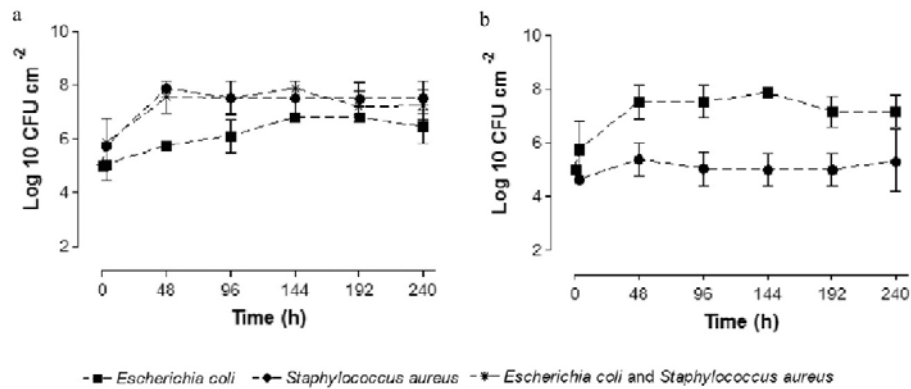 a
b
Log 10 CFU cm -2
10
8
6
4
2
0 48 96 144 192 240
Time (h)
Log 10 CFU cm -2
10
8
6
4
2
0 48 96 144 192 240
Time (h)
Escherichia coli Staphylococcus aureus Escherichia coli and Staphylococcus aureus